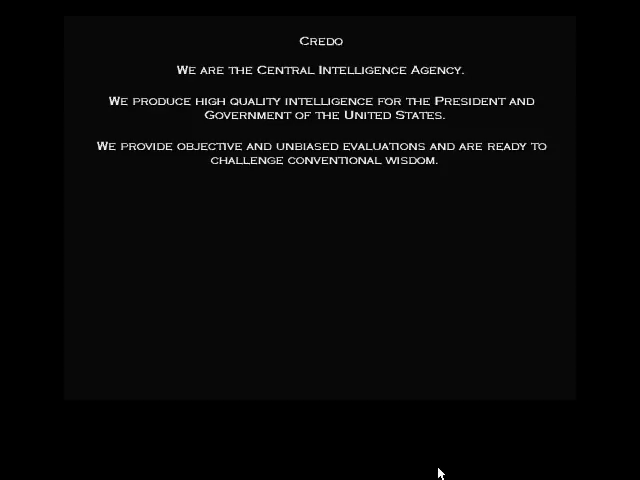 Credo
We are the Central Intelligence Agency.
We produce high quality intelligence for the President and
Government of the United States.
We provide objective and unbiased evaluations and are ready to
challenge conventional wisdom.